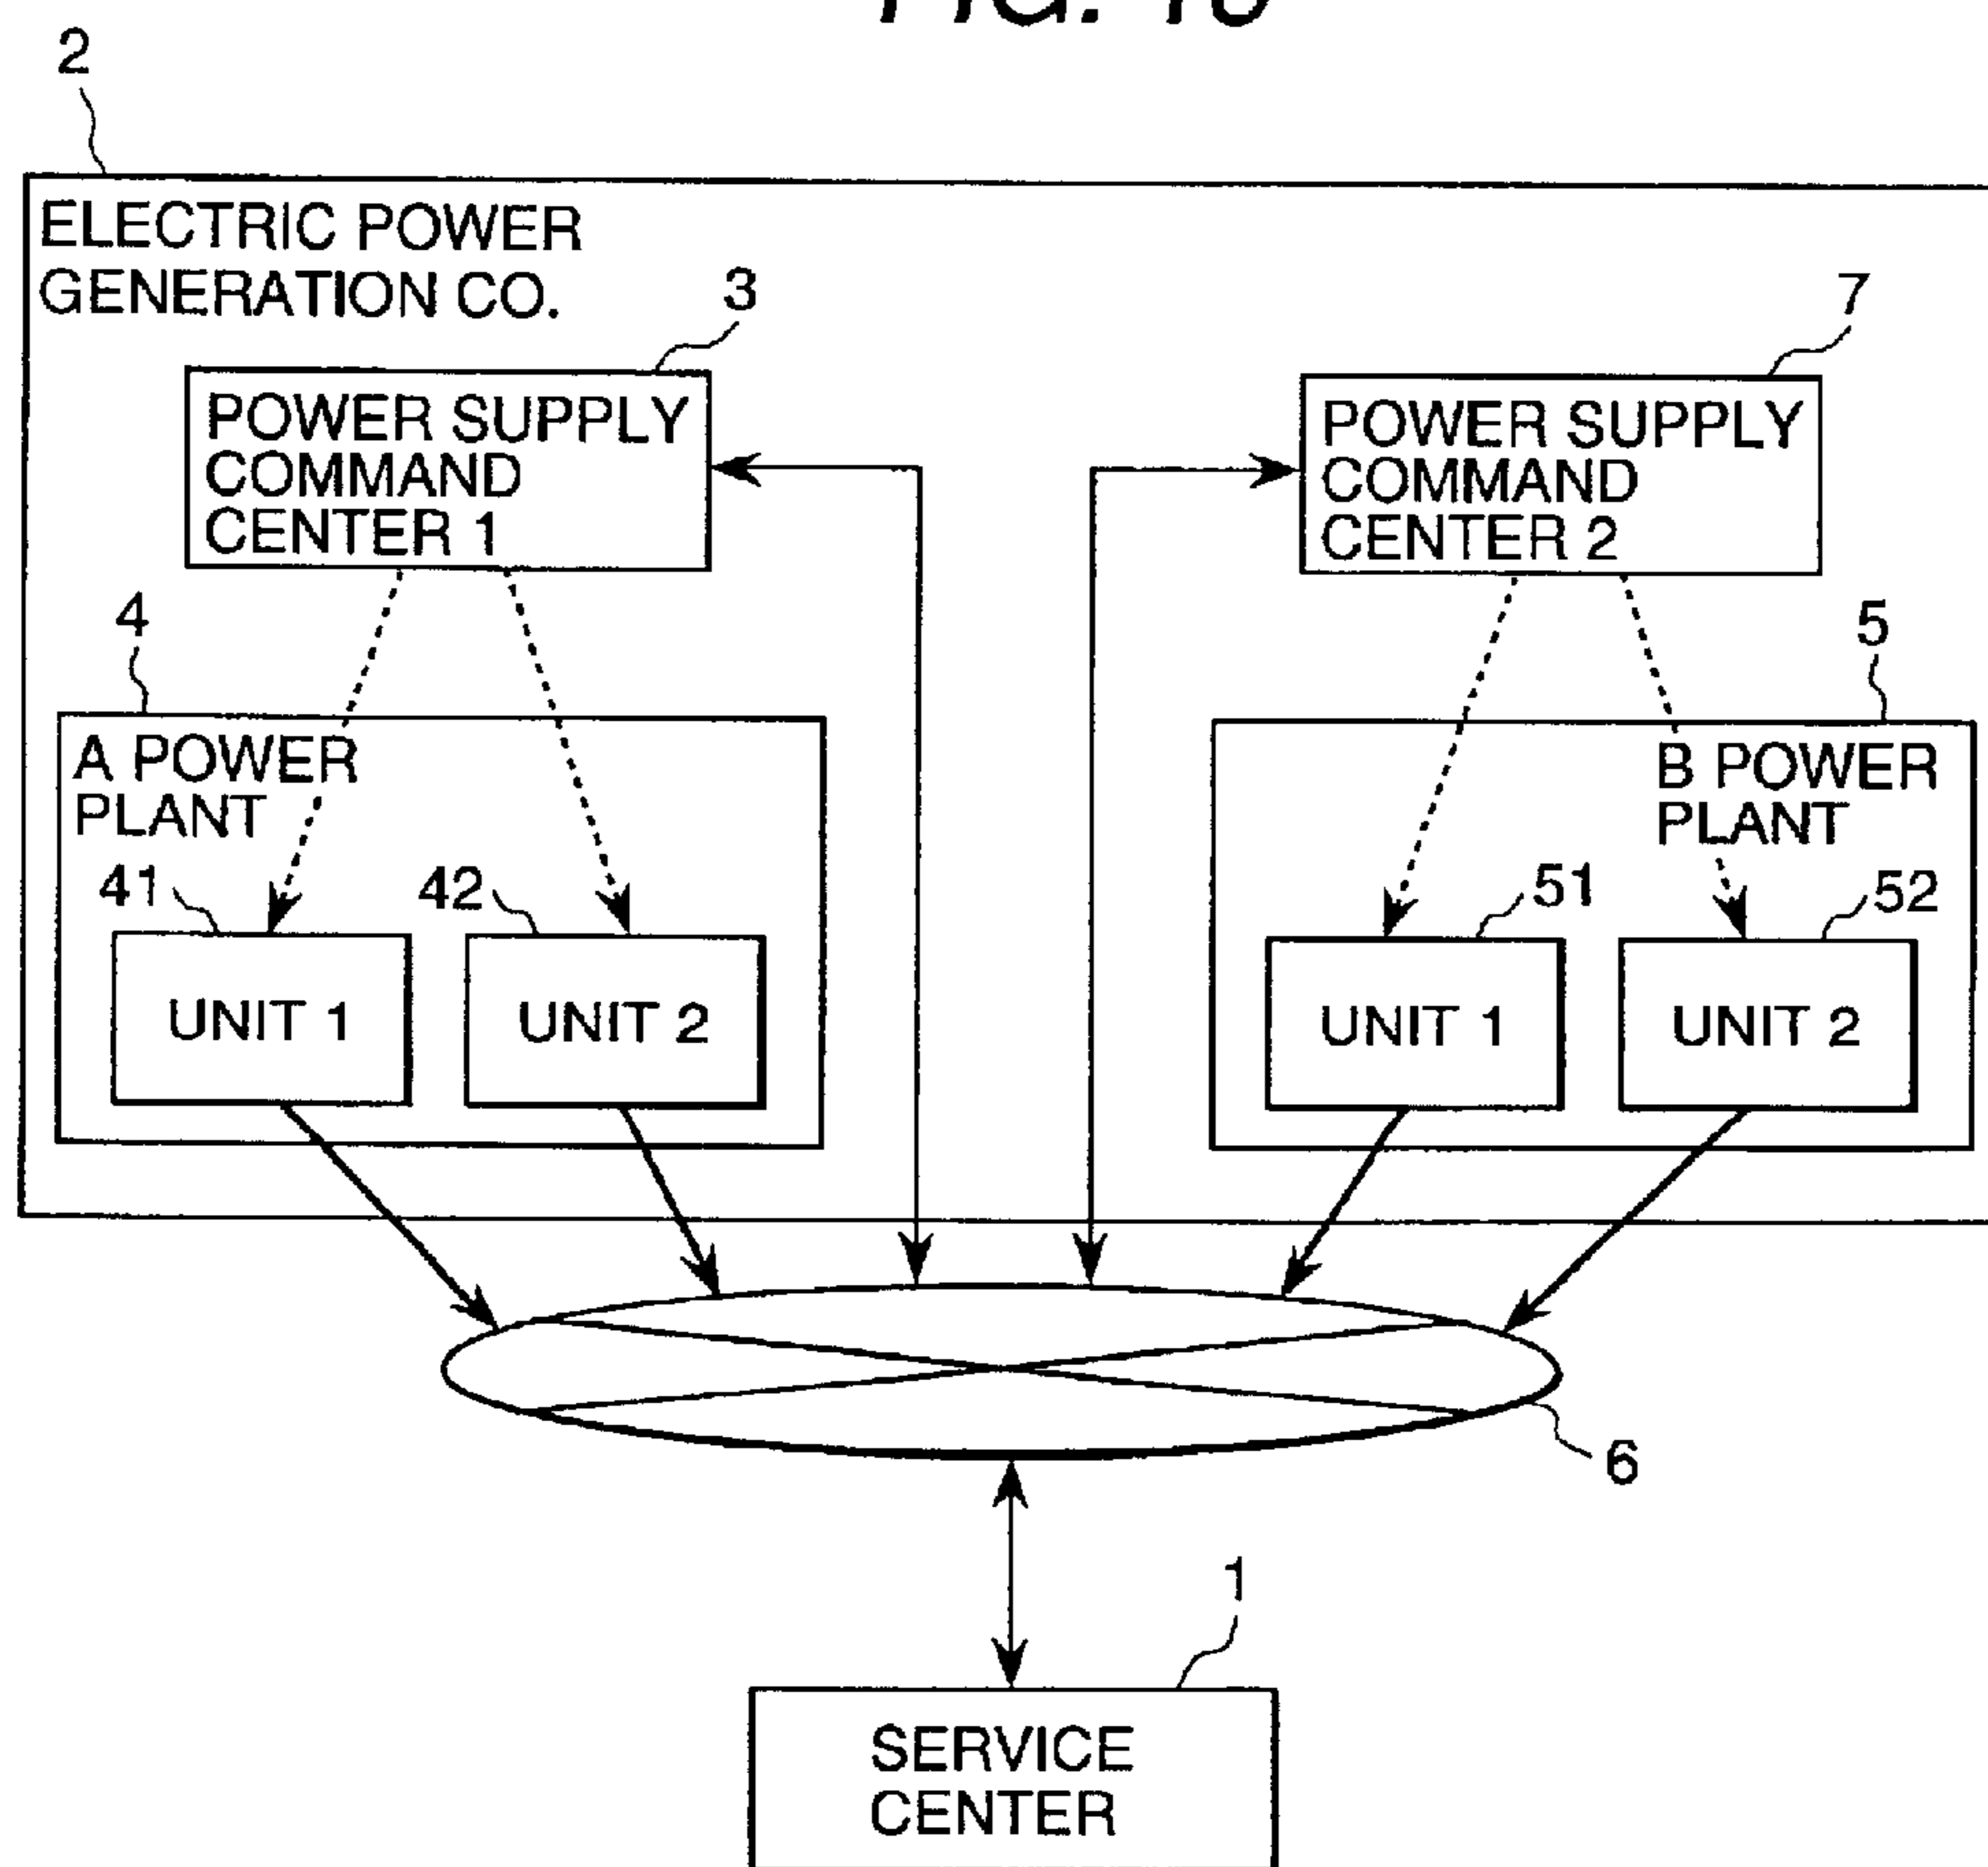 2
ELECTRIC POWER
GENERATION CO.
3
7
POWER SUPPLY
COMMAND
CENTER 1
POWER SUPPLY
COMMAND
CENTER 2
4
5
A POWER
PLANT
B POWER
PLANT
41
42
51
52
UNIT 1
UNIT 2
UNIT 1
UNIT 2
6
1
SERVICE
CENTER